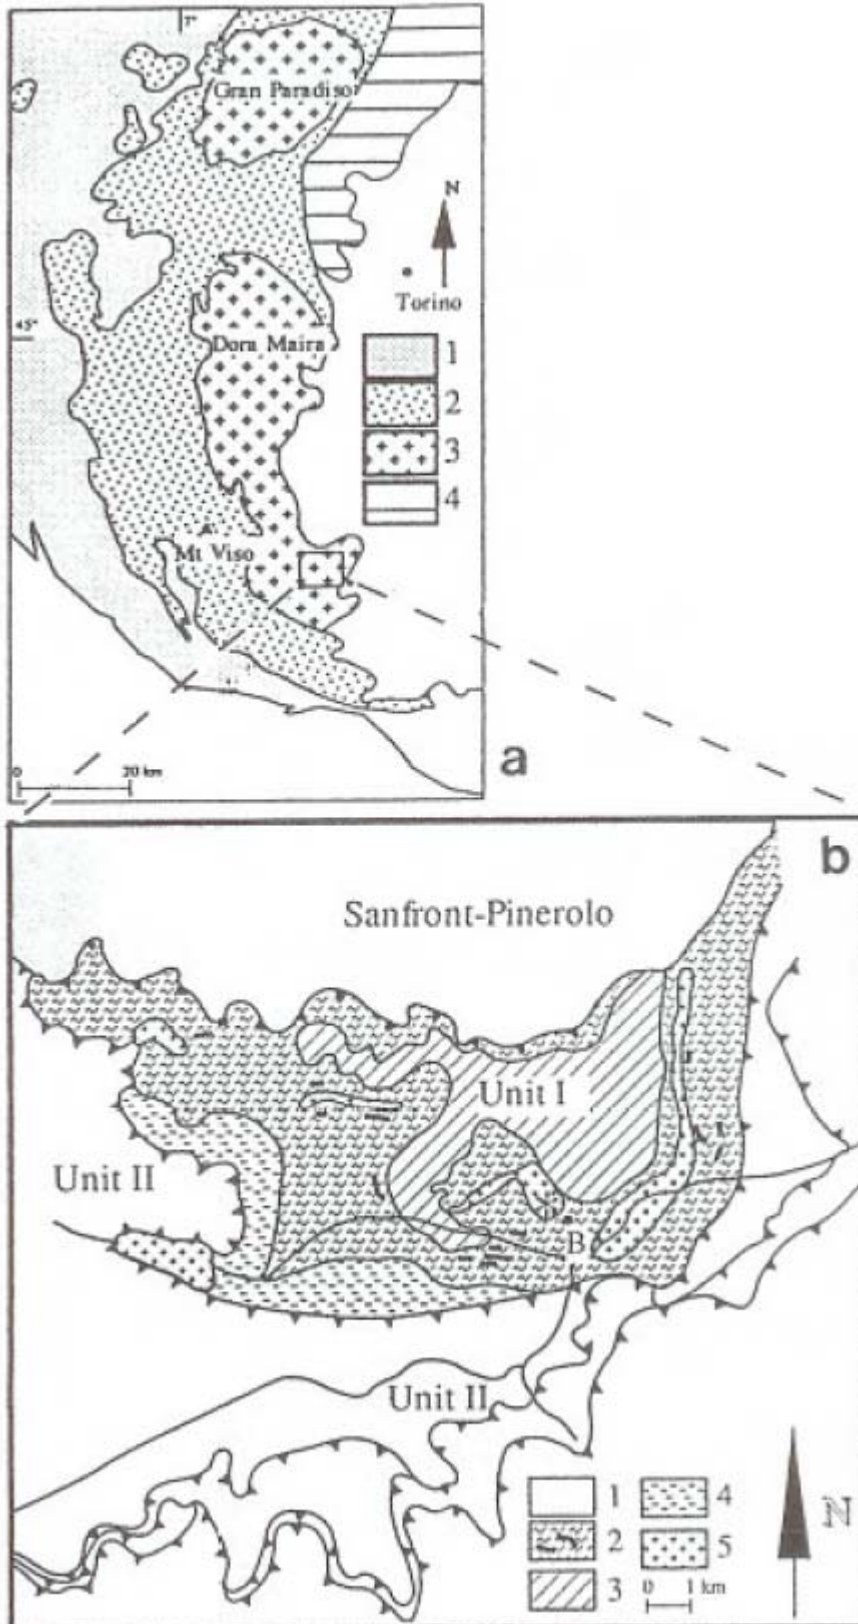 7°
Gran Paradiso
N
Torino
45°
1
Dora Maira
2
3
4
Mt Viso
0 20 km
a
b
Sanfront-Pinerolo
Unit I
Unit II
B
Unit II
1 4
2 5
3 0 1 km
N